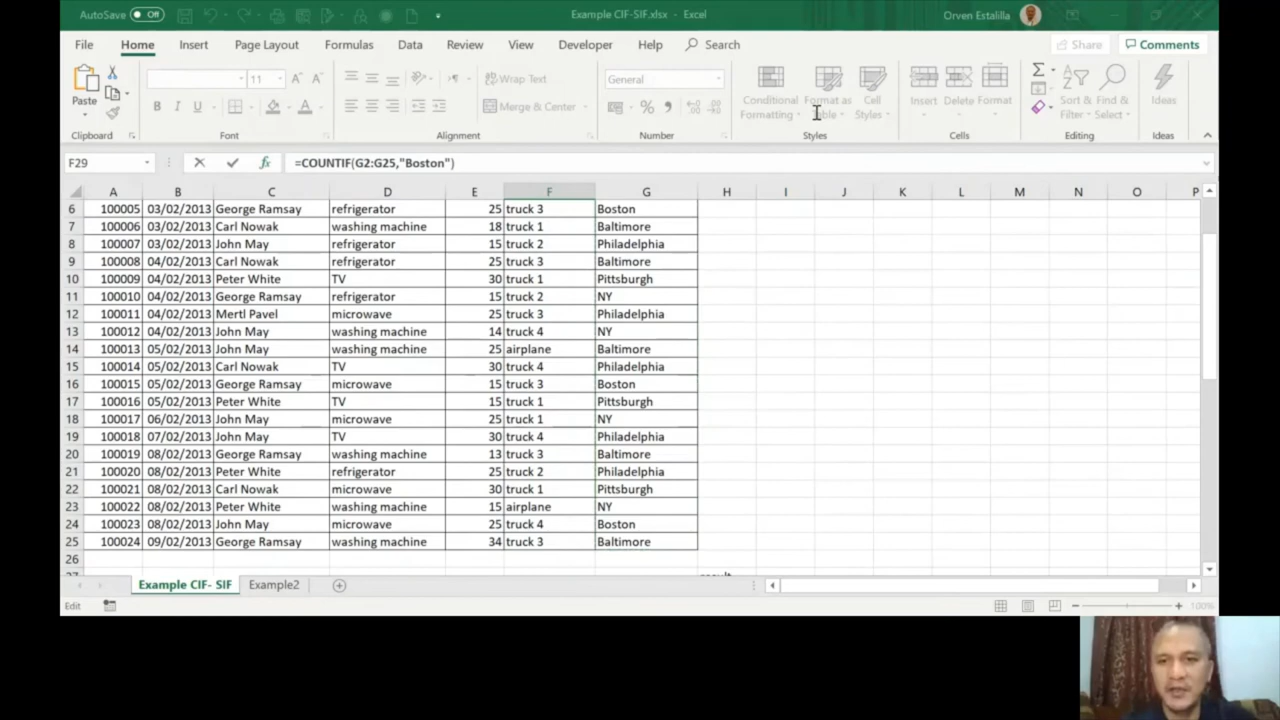 AutoSave Off Example CIF-SIF.xlsx - Excel Orven Estalilla
File Home Insert Page Layout Formulas Data Review View Developer Help Search Share Comments
Paste 11 Wrap Text General Conditional Format as Cell Insert Delete Format Sort & Find & Ideas
Merge & Center Formatting Table Styles Filter Select
Clipboard Font Alignment Number Styles Cells Editing Ideas
F29 fx =COUNTIF(G2:G25,"Boston")
A B C D E F G H I J K L M N O P
6 100005 03/02/2013 George Ramsay refrigerator 25 truck 3 Boston
7 100006 03/02/2013 Carl Nowak washing machine 18 truck 1 Baltimore
8 100007 03/02/2013 John May refrigerator 15 truck 2 Philadelphia
9 100008 04/02/2013 Carl Nowak refrigerator 25 truck 3 Baltimore
10 100009 04/02/2013 Peter White TV 30 truck 1 Pittsburgh
11 100010 04/02/2013 George Ramsay refrigerator 15 truck 2 NY
12 100011 04/02/2013 Mertl Pavel microwave 25 truck 3 Philadelphia
13 100012 04/02/2013 John May washing machine 14 truck 4 NY
14 100013 05/02/2013 John May washing machine 25 airplane Baltimore
15 100014 05/02/2013 Carl Nowak TV 30 truck 4 Philadelphia
16 100015 05/02/2013 George Ramsay microwave 15 truck 3 Boston
17 100016 05/02/2013 Peter White TV 15 truck 1 Pittsburgh
18 100017 06/02/2013 John May microwave 25 truck 1 NY
19 100018 07/02/2013 John May TV 30 truck 4 Philadelphia
20 100019 08/02/2013 George Ramsay washing machine 13 truck 3 Baltimore
21 100020 08/02/2013 Peter White refrigerator 25 truck 2 Philadelphia
22 100021 08/02/2013 Carl Nowak microwave 30 truck 1 Pittsburgh
23 100022 08/02/2013 Peter White washing machine 15 airplane NY
24 100023 08/02/2013 John May microwave 25 truck 4 Boston
25 100024 09/02/2013 George Ramsay washing machine 34 truck 3 Baltimore
26
Example CIF- SIF Example2
Edit 100%